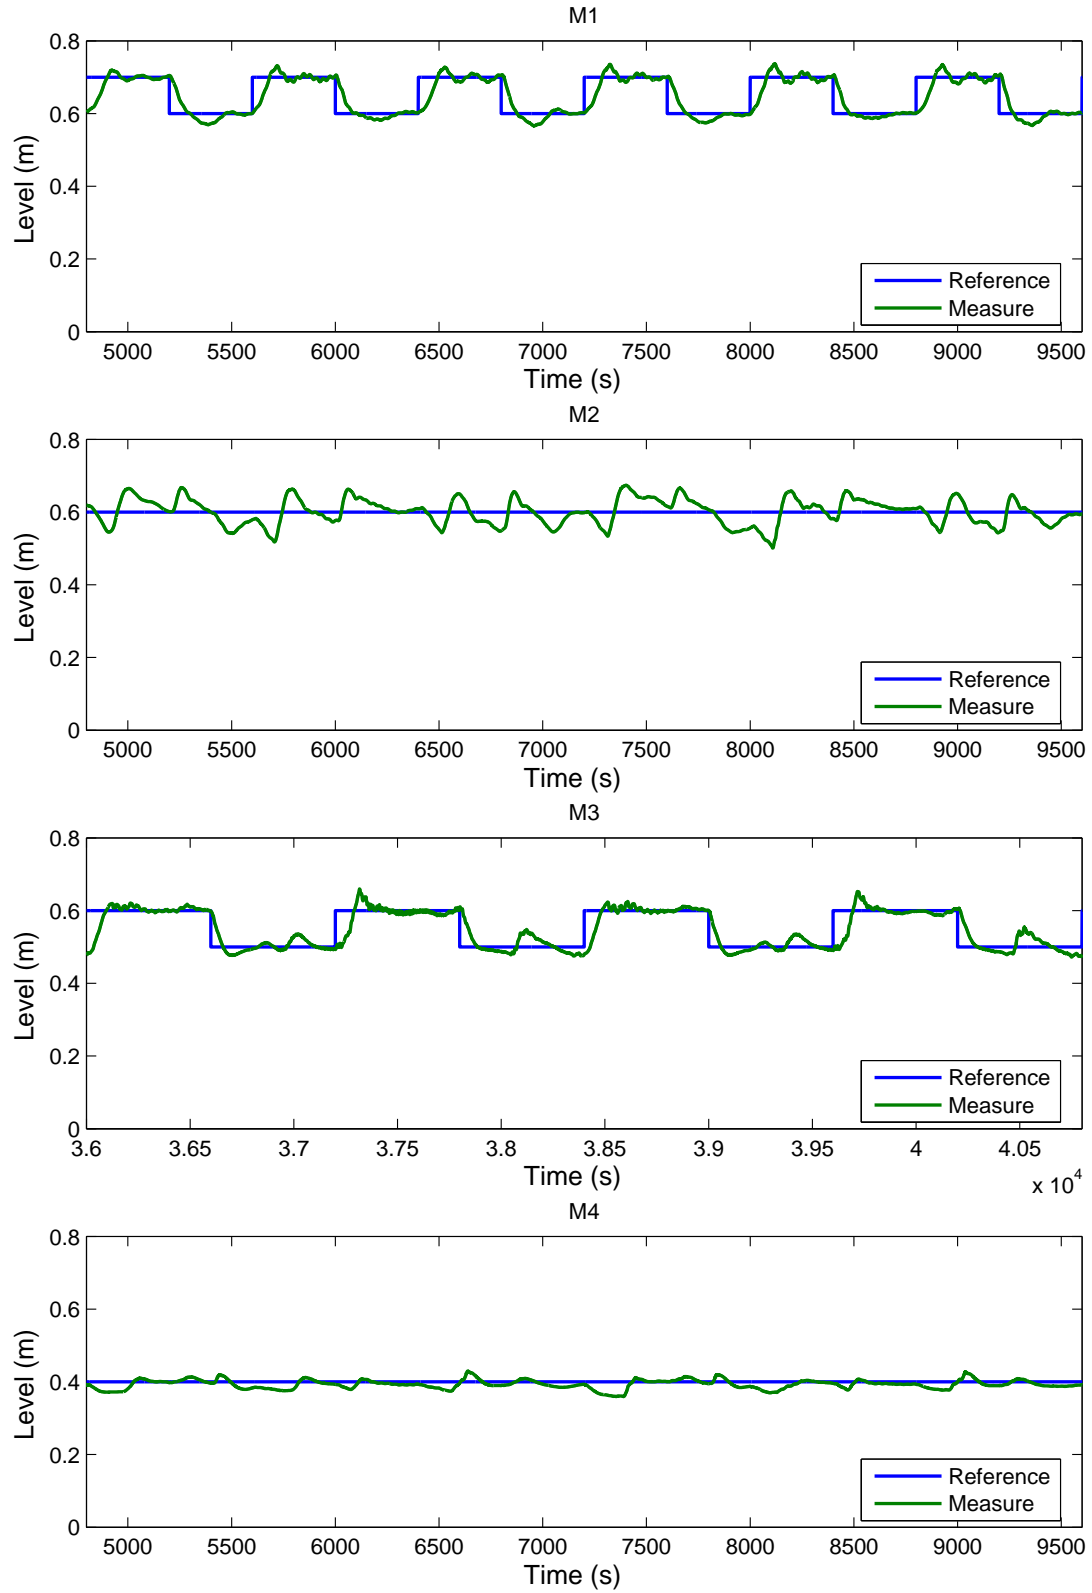 M1
0.8
0.6
0.4
0.2
0
Level (m)
Reference
Measure
5000 5500 6000 6500 7000 7500 8000 8500 9000 9500
Time (s)
M2
0.8
0.6
0.4
0.2
0
Level (m)
Reference
Measure
5000 5500 6000 6500 7000 7500 8000 8500 9000 9500
Time (s)
M3
0.8
0.6
0.4
0.2
0
Level (m)
Reference
Measure
3.6 3.65 3.7 3.75 3.8 3.85 3.9 3.95 4 4.05
Time (s)
x 10^4
M4
0.8
0.6
0.4
0.2
0
Level (m)
Reference
Measure
5000 5500 6000 6500 7000 7500 8000 8500 9000 9500
Time (s)